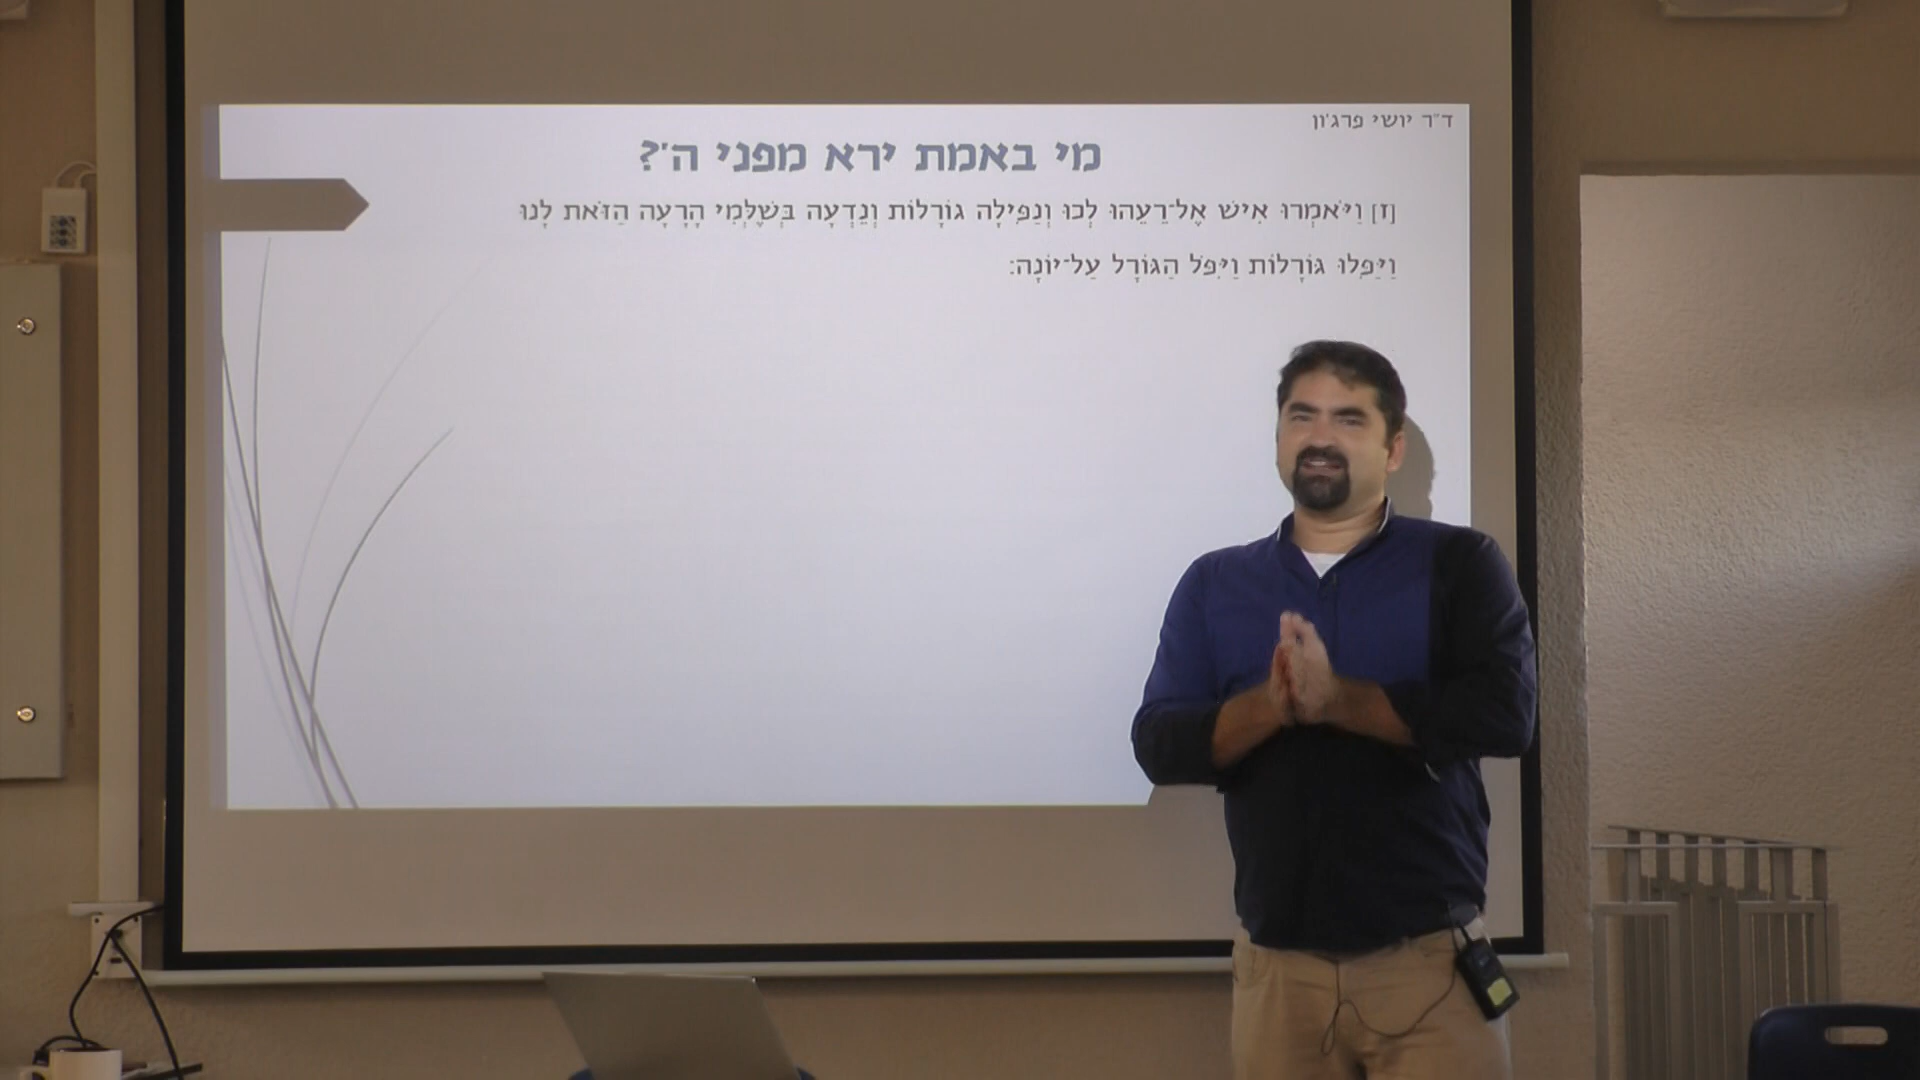 ד״ר יושי פרג׳ון
מי באמת ירא מפני ה׳?
[ז] וַיֹּאמְרוּ אִישׁ אֶל־רֵעֵהוּ לְכוּ וְנַפִּילָה גוֹרָלוֹת וְנֵדְעָה בְּשֶׁלְּמִי הָרָעָה הַזֹּאת לָנוּ
וַיַּפִּלוּ גּוֹרָלוֹת וַיִּפֹּל הַגּוֹרָל עַל־יוֹנָה׃